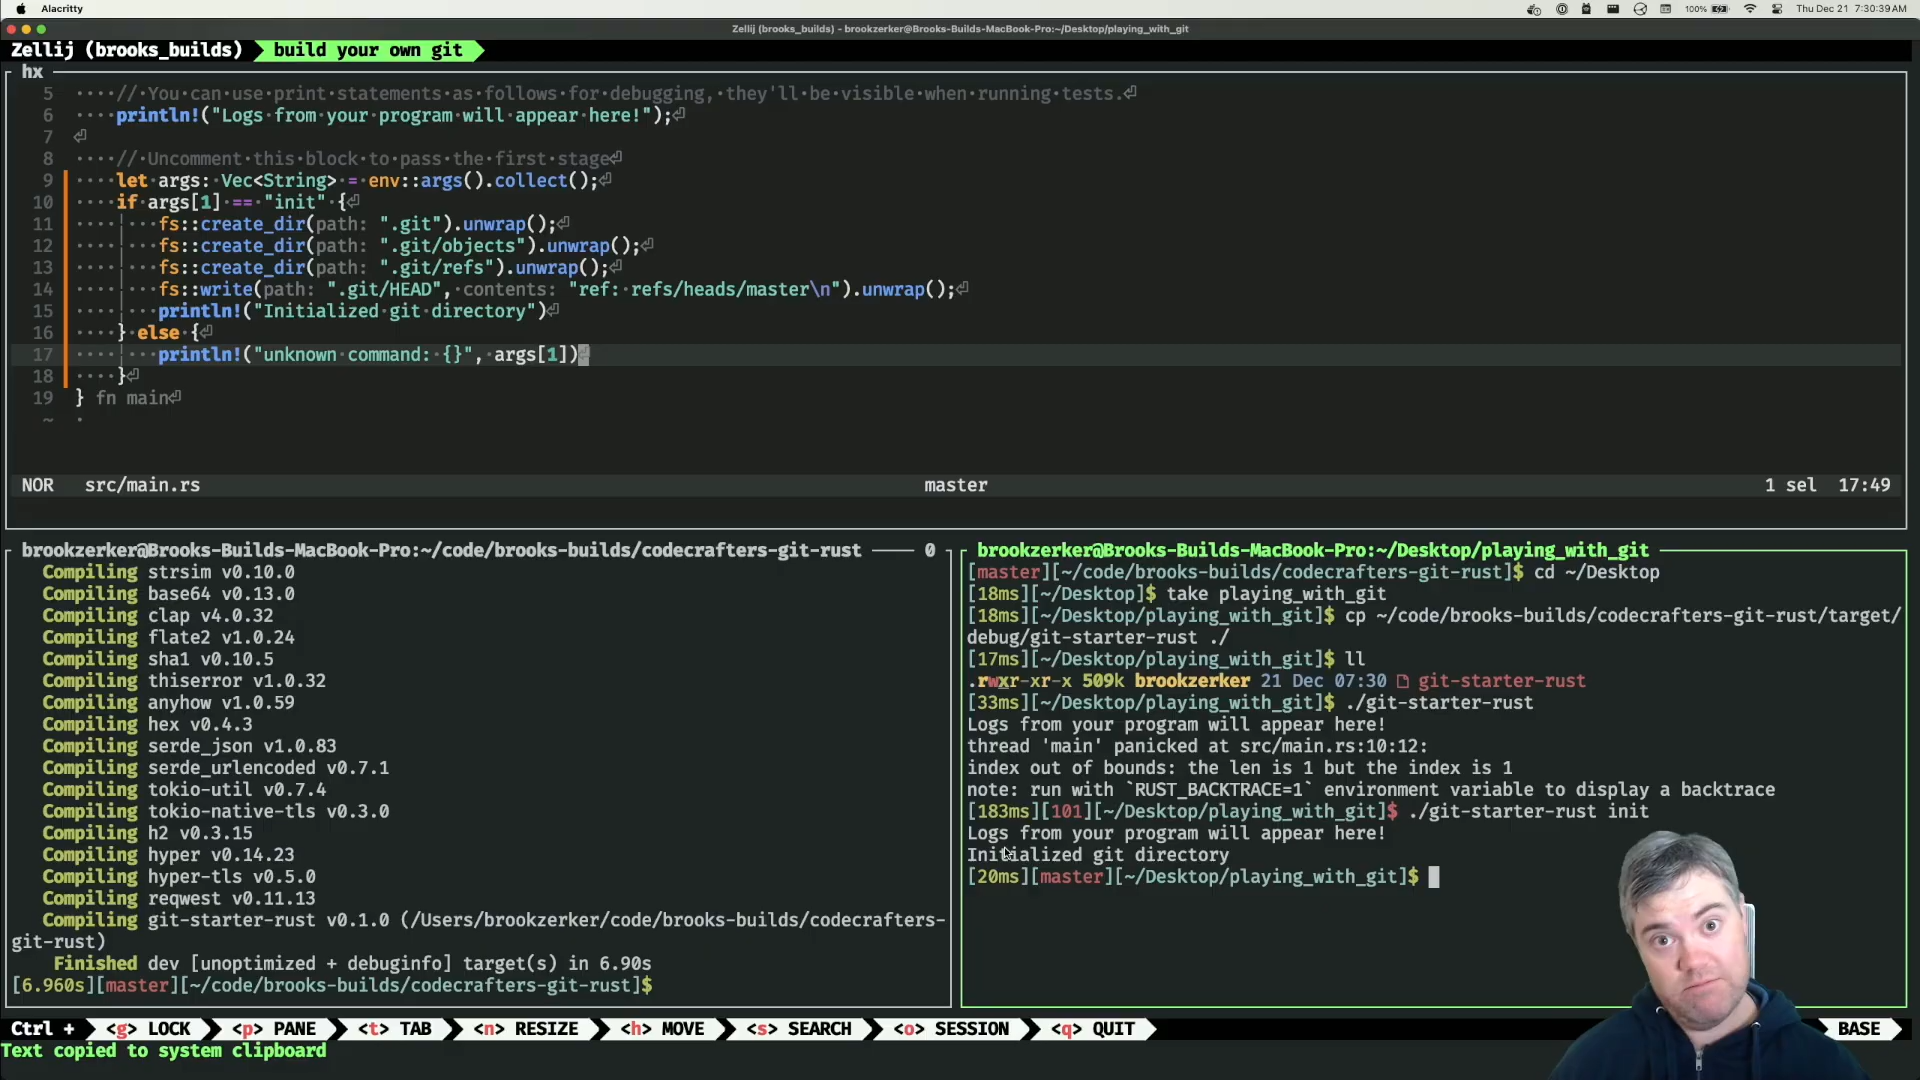 Alacritty
100%
Thu Dec 21 7:30:39 AM
Zellij (brooks_builds) - brookzerker@Brooks-Builds-MacBook-Pro:~/Desktop/playing_with_git
Zellij (brooks_builds) build your own git
hx
5 ····//·You·can·use·print·statements·as·follows·for·debugging,·they'll·be·visible·when·running·tests.⏎
6 ····println!("Logs·from·your·program·will·appear·here!");⏎
7 ⏎
8 ····//·Uncomment·this·block·to·pass·the·first·stage⏎
9 ····let·args:·Vec<String>·=·env::args().collect();⏎
10 ····if·args[1]·==·"init"·{⏎
11 ····¦···fs::create_dir(path: ".git").unwrap();⏎
12 ····¦···fs::create_dir(path: ".git/objects").unwrap();⏎
13 ····¦···fs::create_dir(path: ".git/refs").unwrap();⏎
14 ····¦···fs::write(path: ".git/HEAD",·contents: "ref:·refs/heads/master\n").unwrap();⏎
15 ····¦···println!("Initialized·git·directory")⏎
16 ····}·else·{⏎
17 ····¦···println!("unknown·command:·{}",·args[1])⏎
18 ····}⏎
19 } fn main⏎
~ ·
NOR src/main.rs master 1 sel 17:49
brookzerker@Brooks-Builds-MacBook-Pro:~/code/brooks-builds/codecrafters-git-rust 0
Compiling strsim v0.10.0
Compiling base64 v0.13.0
Compiling clap v4.0.32
Compiling flate2 v1.0.24
Compiling sha1 v0.10.5
Compiling thiserror v1.0.32
Compiling anyhow v1.0.59
Compiling hex v0.4.3
Compiling serde_json v1.0.83
Compiling serde_urlencoded v0.7.1
Compiling tokio-util v0.7.4
Compiling tokio-native-tls v0.3.0
Compiling h2 v0.3.15
Compiling hyper v0.14.23
Compiling hyper-tls v0.5.0
Compiling reqwest v0.11.13
Compiling git-starter-rust v0.1.0 (/Users/brookzerker/code/brooks-builds/codecrafters-
git-rust)
Finished dev [unoptimized + debuginfo] target(s) in 6.90s
[6.960s][master][~/code/brooks-builds/codecrafters-git-rust]$
brookzerker@Brooks-Builds-MacBook-Pro:~/Desktop/playing_with_git
[master][~/code/brooks-builds/codecrafters-git-rust]$ cd ~/Desktop
[18ms][~/Desktop]$ take playing_with_git
[18ms][~/Desktop/playing_with_git]$ cp ~/code/brooks-builds/codecrafters-git-rust/target/
debug/git-starter-rust ./
[17ms][~/Desktop/playing_with_git]$ ll
.rwxr-xr-x 509k brookzerker 21 Dec 07:30 git-starter-rust
[33ms][~/Desktop/playing_with_git]$ ./git-starter-rust
Logs from your program will appear here!
thread 'main' panicked at src/main.rs:10:12:
index out of bounds: the len is 1 but the index is 1
note: run with `RUST_BACKTRACE=1` environment variable to display a backtrace
[183ms][101][~/Desktop/playing_with_git]$ ./git-starter-rust init
Logs from your program will appear here!
Initialized git directory
[20ms][master][~/Desktop/playing_with_git]$
Ctrl + <g> LOCK <p> PANE <t> TAB <n> RESIZE <h> MOVE <s> SEARCH <o> SESSION <q> QUIT BASE
Text copied to system clipboard